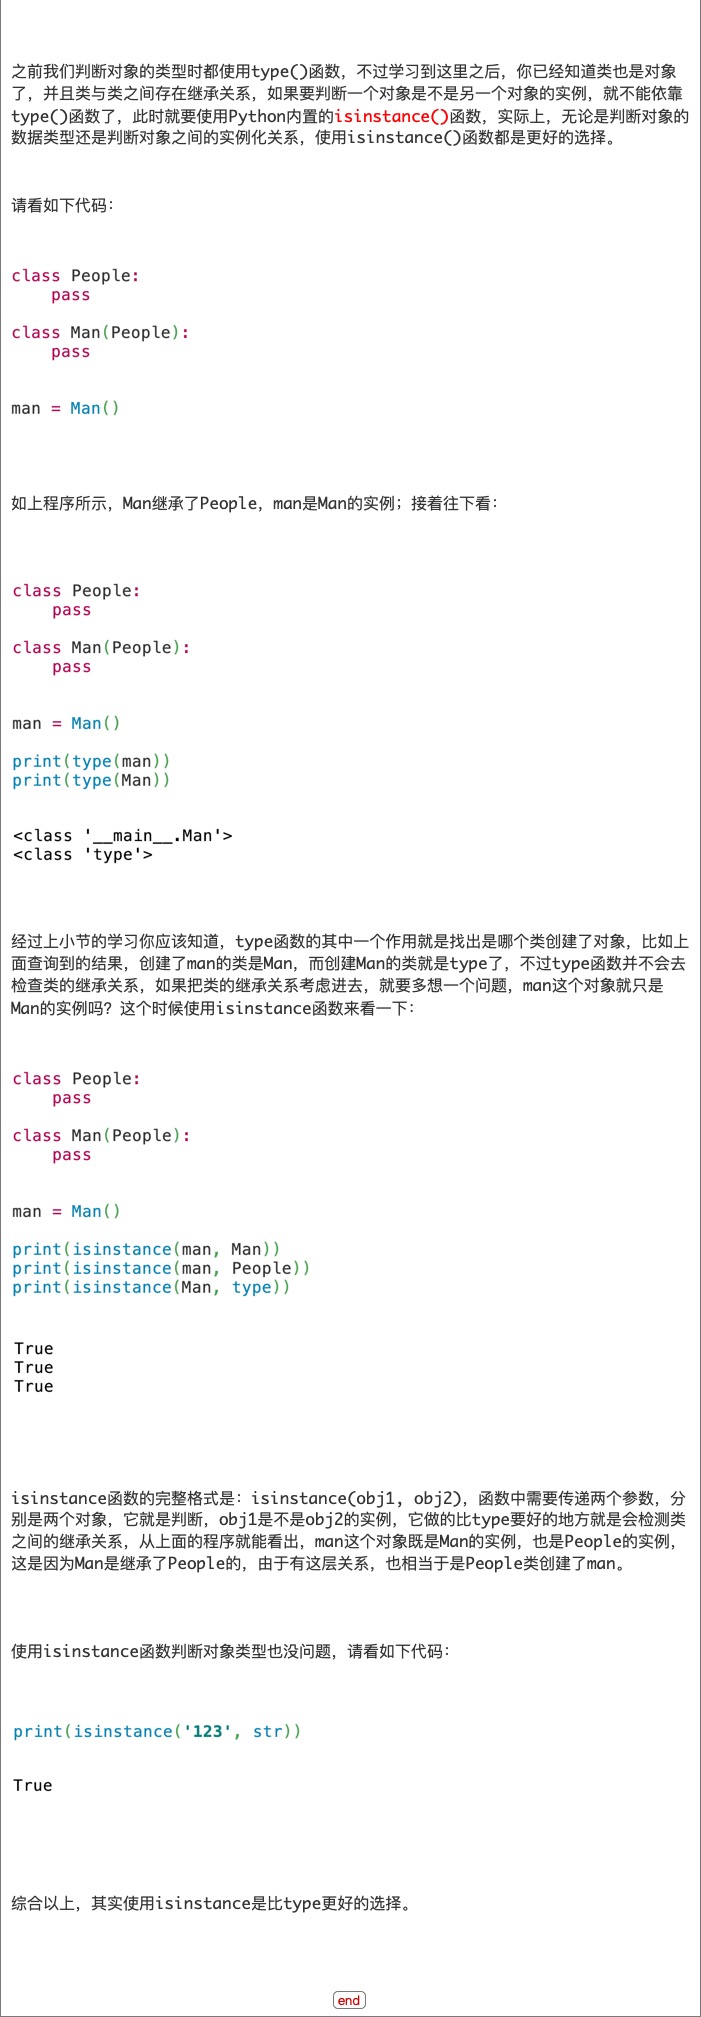 之前我们判断对象的类型时都使用type()函数，不过学习到这里之后，你已经知道类也是对象
了，并且类与类之间存在继承关系，如果要判断一个对象是不是另一个对象的实例，就不能依靠
type()函数了，此时就要使用Python内置的isinstance()函数，实际上，无论是判断对象的
数据类型还是判断对象之间的实例化关系，使用isinstance()函数都是更好的选择。
请看如下代码：
class People:
    pass
class Man(People):
    pass
man = Man()
如上程序所示，Man继承了People，man是Man的实例；接着往下看：
class People:
    pass
class Man(People):
    pass
man = Man()
print(type(man))
print(type(Man))
<class '__main__.Man'>
<class 'type'>
经过上小节的学习你应该知道，type函数的其中一个作用就是找出是哪个类创建了对象，比如上
面查询到的结果，创建了man的类是Man，而创建Man的类就是type了，不过type函数并不会去
检查类的继承关系，如果把类的继承关系考虑进去，就要多想一个问题，man这个对象就只是
Man的实例吗？这个时候使用isinstance函数来看一下：
class People:
    pass
class Man(People):
    pass
man = Man()
print(isinstance(man, Man))
print(isinstance(man, People))
print(isinstance(Man, type))
True
True
True
isinstance函数的完整格式是：isinstance(obj1, obj2)，函数中需要传递两个参数，分
别是两个对象，它就是判断，obj1是不是obj2的实例，它做的比type要好的地方就是会检测类
之间的继承关系，从上面的程序就能看出，man这个对象既是Man的实例，也是People的实例，
这是因为Man是继承了People的，由于有这层关系，也相当于是People类创建了man。
使用isinstance函数判断对象类型也没问题，请看如下代码：
print(isinstance('123', str))
True
综合以上，其实使用isinstance是比type更好的选择。
end